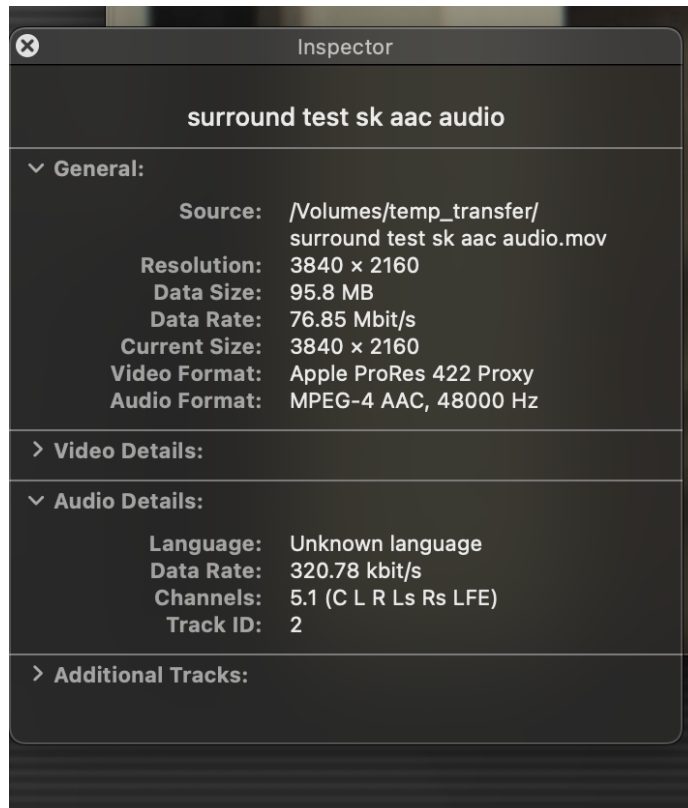 Inspector
surround test sk aac audio
General:
Source: /Volumes/temp_transfer/
surround test sk aac audio.mov
Resolution: 3840 × 2160
Data Size: 95.8 MB
Data Rate: 76.85 Mbit/s
Current Size: 3840 × 2160
Video Format: Apple ProRes 422 Proxy
Audio Format: MPEG-4 AAC, 48000 Hz
Video Details:
Audio Details:
Language: Unknown language
Data Rate: 320.78 kbit/s
Channels: 5.1 (C L R Ls Rs LFE)
Track ID: 2
Additional Tracks: